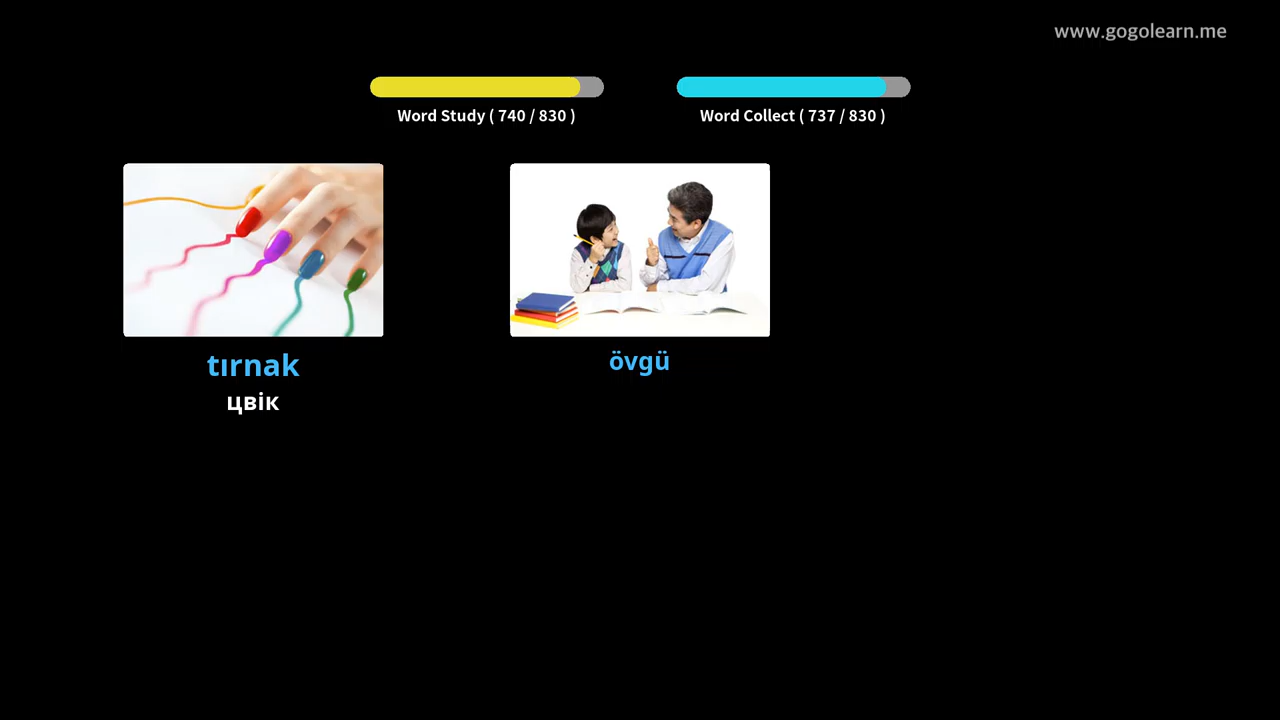 www.gogolearn.me
Word Study ( 740 / 830 )
Word Collect ( 737 / 830 )
tırnak
цвік
övgü